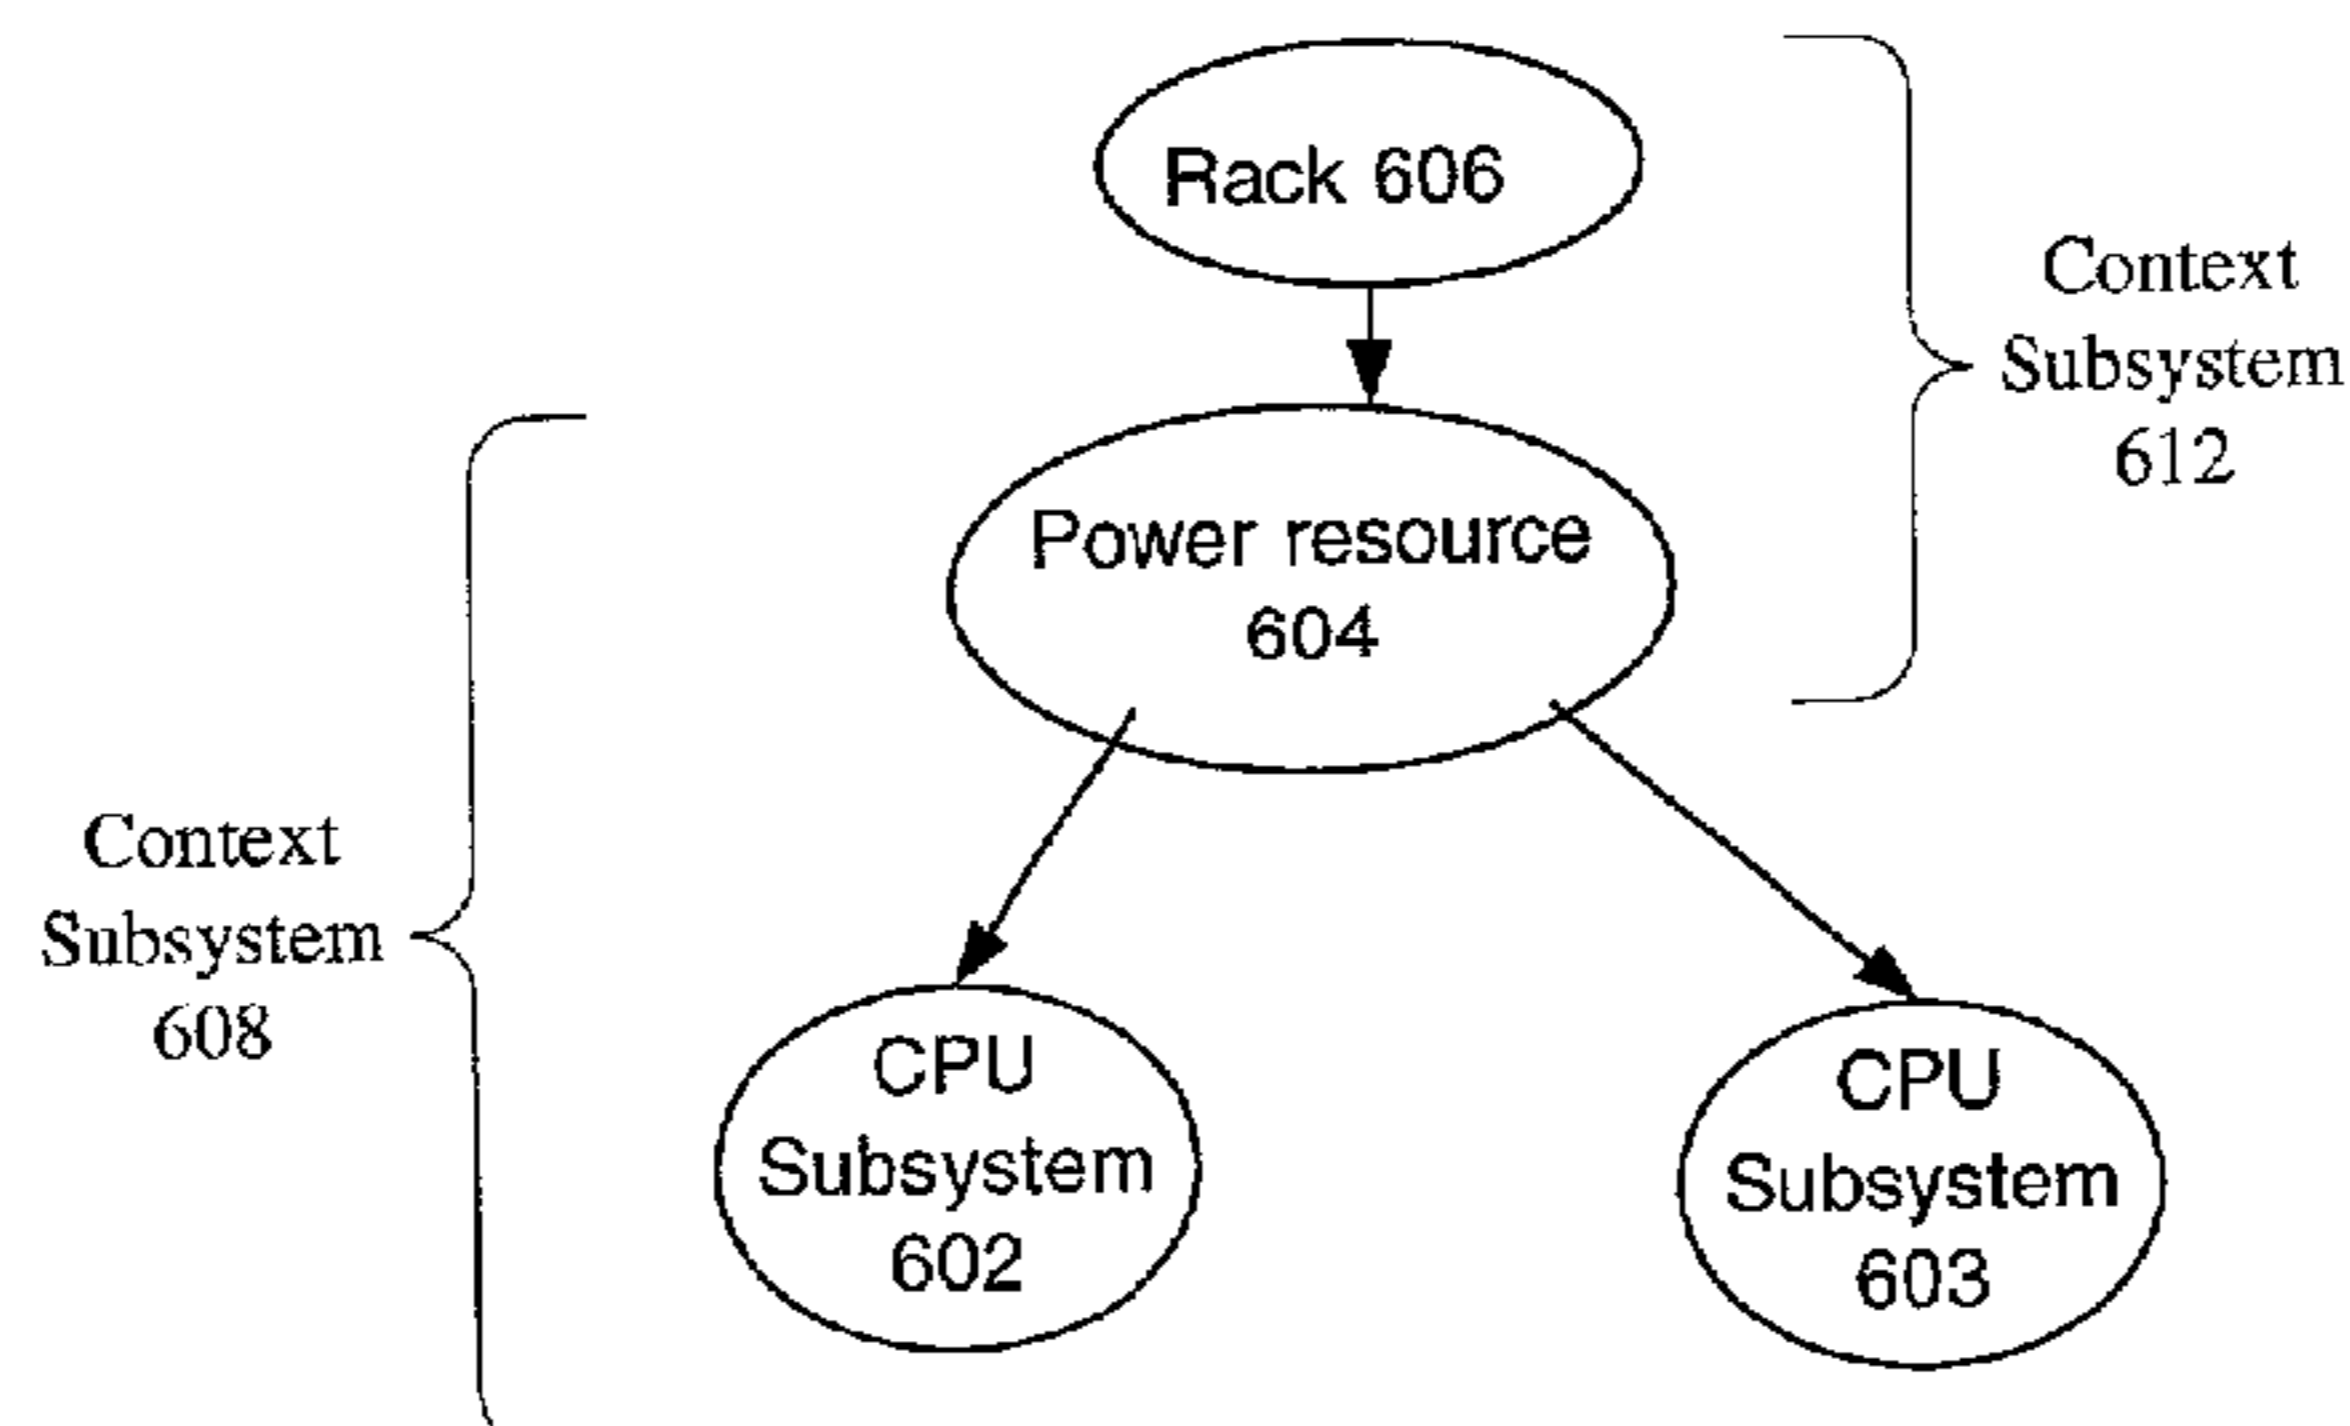 Rack 606
Context
Subsystem
612
Power resource
604
Context
Subsystem
608
CPU
Subsystem
602
CPU
Subsystem
603